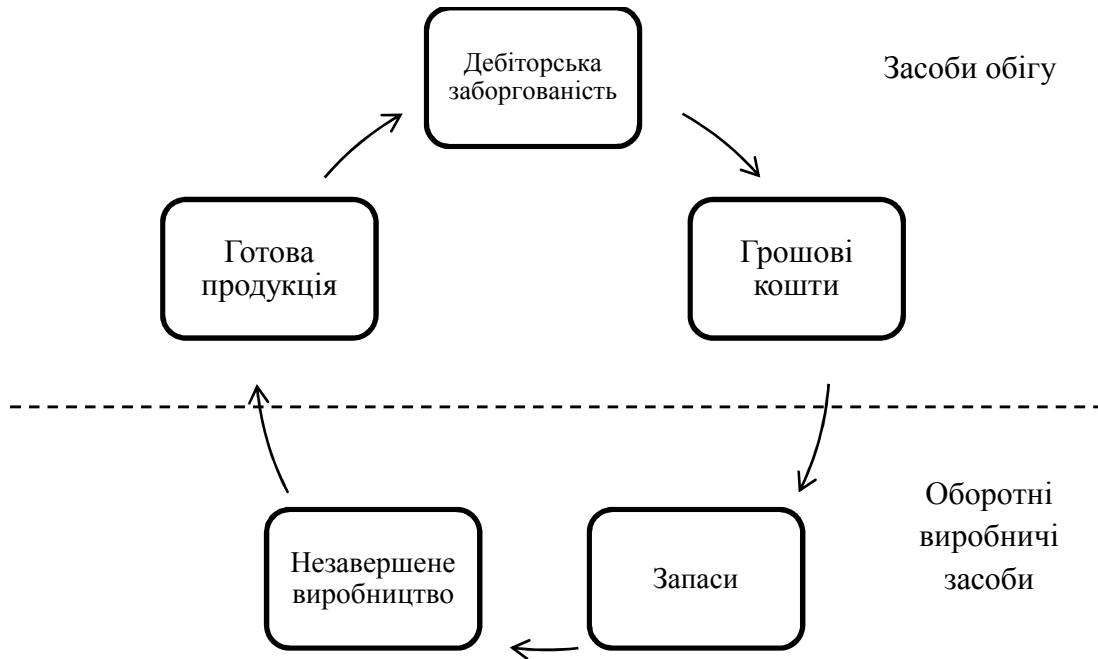 Дебіторська
заборгованість
Засоби обігу
Готова
продукція
Грошові
кошти
Незавершене
виробництво
Запаси
Оборотні
виробничі
засоби